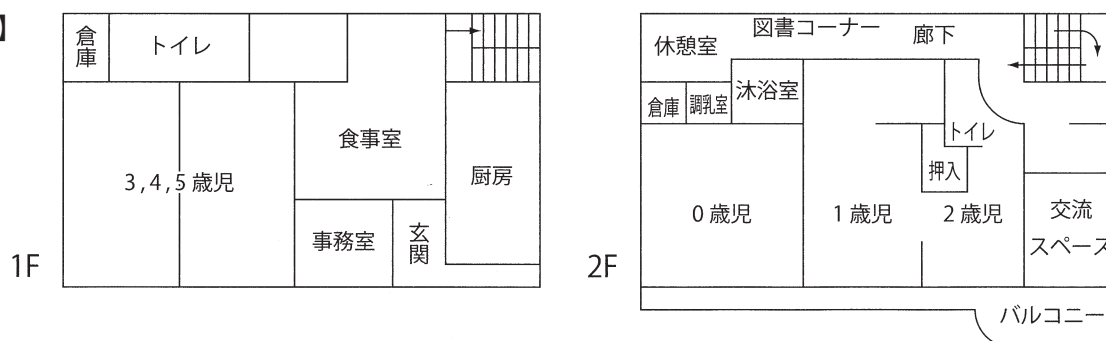 】
倉庫
トイレ
食事室
3,4,5 歳児
厨房
事務室
玄関
1F
図書コーナー
廊下
休憩室
倉庫
調乳室
沐浴室
トイレ
押入
0 歳児
1 歳児
2 歳児
交流
スペース
2F
バルコニー